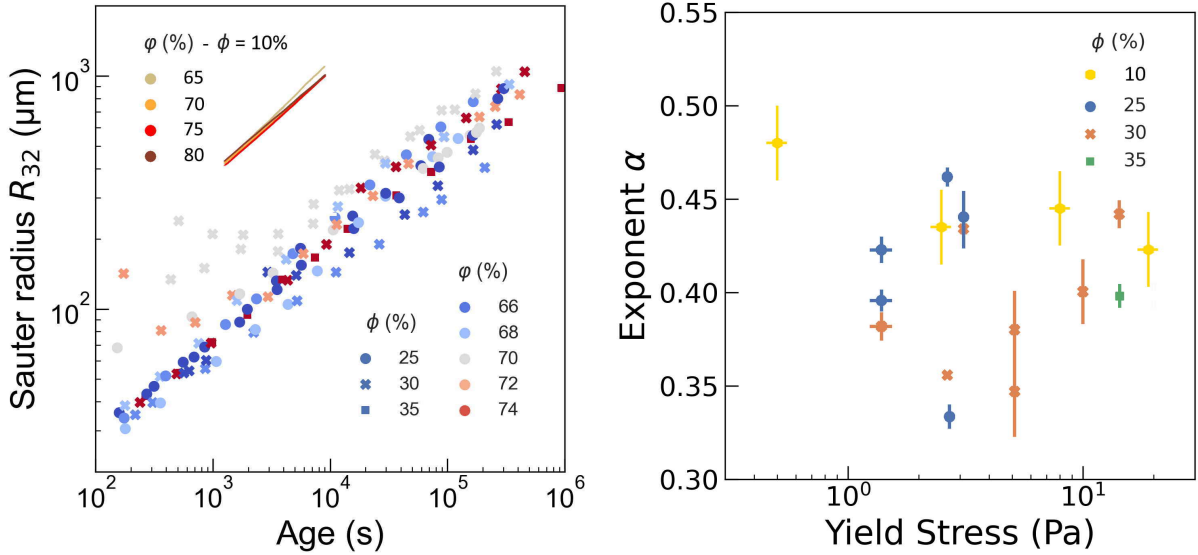 φ (%) - ϕ = 10%
65
70
75
80
10³
10²
Sauter radius R₃₂ (μm)
ϕ (%)
25
30
35
φ (%)
66
68
70
72
74
10² 10³ 10⁴ 10⁵ 10⁶
Age (s)
0.55
0.50
0.45
0.40
0.35
0.30
Exponent α
ϕ (%)
10
25
30
35
10⁰ 10¹
Yield Stress (Pa)